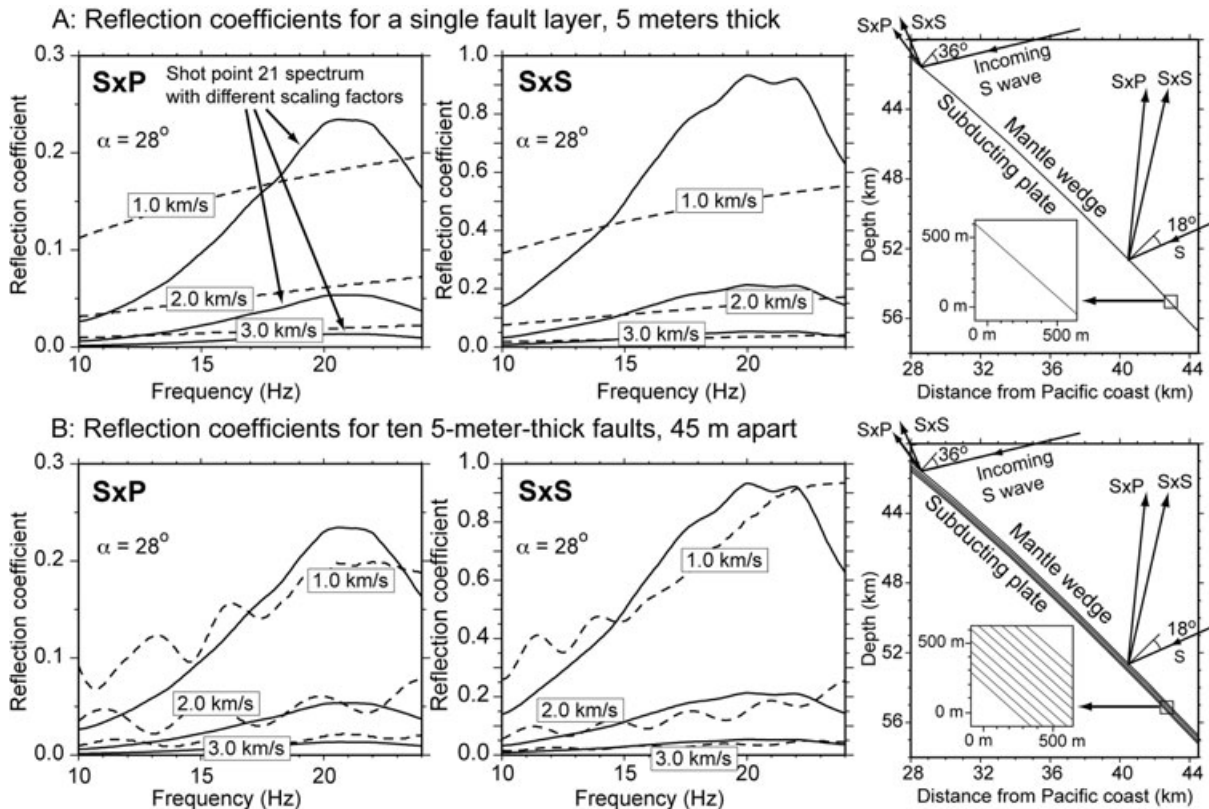 A: Reflection coefficients for a single fault layer, 5 meters thick
Reflection coefficient
0.3
0.2
0.1
0.0
SxP
Shot point 21 spectrum
with different scaling factors
α = 28°
1.0 km/s
2.0 km/s
3.0 km/s
10 15 20
Frequency (Hz)
Reflection coefficient
1.0
0.8
0.6
0.4
0.2
0.0
SxS
α = 28°
1.0 km/s
2.0 km/s
3.0 km/s
10 15 20
Frequency (Hz)
SxP
SxS
36°
Incoming
S wave
SxP
SxS
Mantle wedge
Subducting plate
18°
S
Depth (km)
44
48
52
56
500 m
0 m
0 m 500 m
28 32 36 40 44
Distance from Pacific coast (km)
B: Reflection coefficients for ten 5-meter-thick faults, 45 m apart
Reflection coefficient
0.3
0.2
0.1
0.0
SxP
α = 28°
1.0 km/s
2.0 km/s
3.0 km/s
10 15 20
Frequency (Hz)
Reflection coefficient
1.0
0.8
0.6
0.4
0.2
0.0
SxS
α = 28°
1.0 km/s
2.0 km/s
3.0 km/s
10 15 20
Frequency (Hz)
SxP
SxS
36°
Incoming
S wave
SxP
SxS
Mantle wedge
Subducting plate
18°
S
Depth (km)
44
48
52
56
500 m
0 m
0 m 500 m
28 32 36 40 44
Distance from Pacific coast (km)